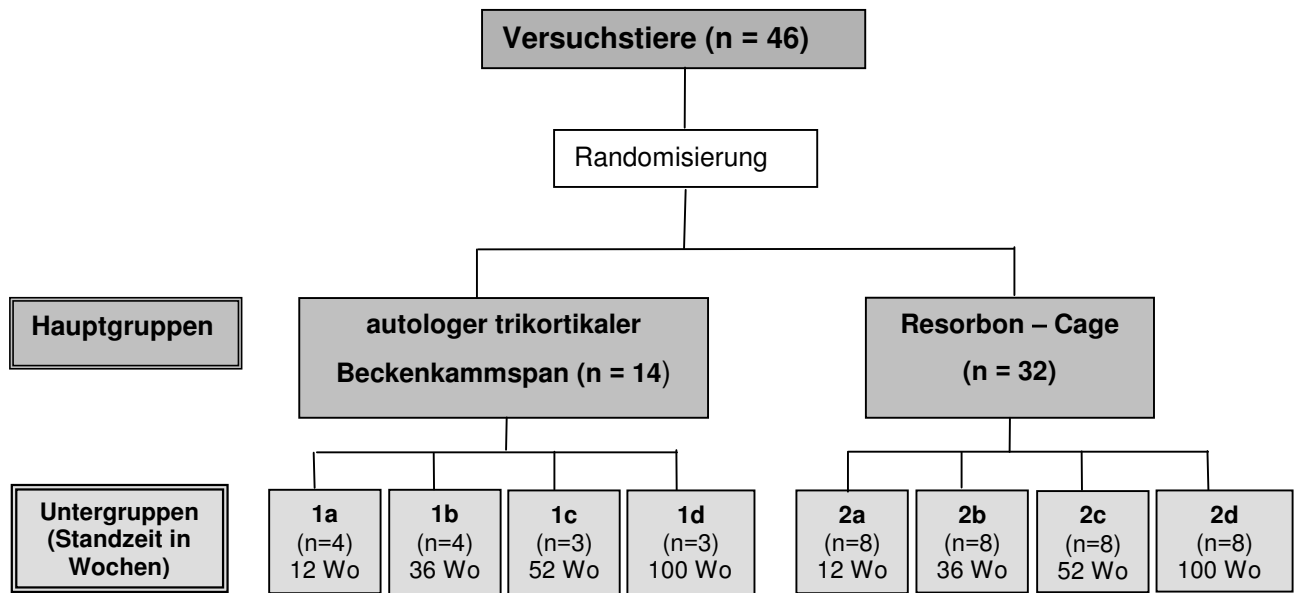 Versuchstiere (n = 46)
Randomisierung
Hauptgruppen
autologer trikortikaler
Beckenkammspan (n = 14)
Resorbon – Cage
(n = 32)
Untergruppen
(Standzeit in
Wochen)
1a
(n=4)
12 Wo
1b
(n=4)
36 Wo
1c
(n=3)
52 Wo
1d
(n=3)
100 Wo
2a
(n=8)
12 Wo
2b
(n=8)
36 Wo
2c
(n=8)
52 Wo
2d
(n=8)
100 Wo